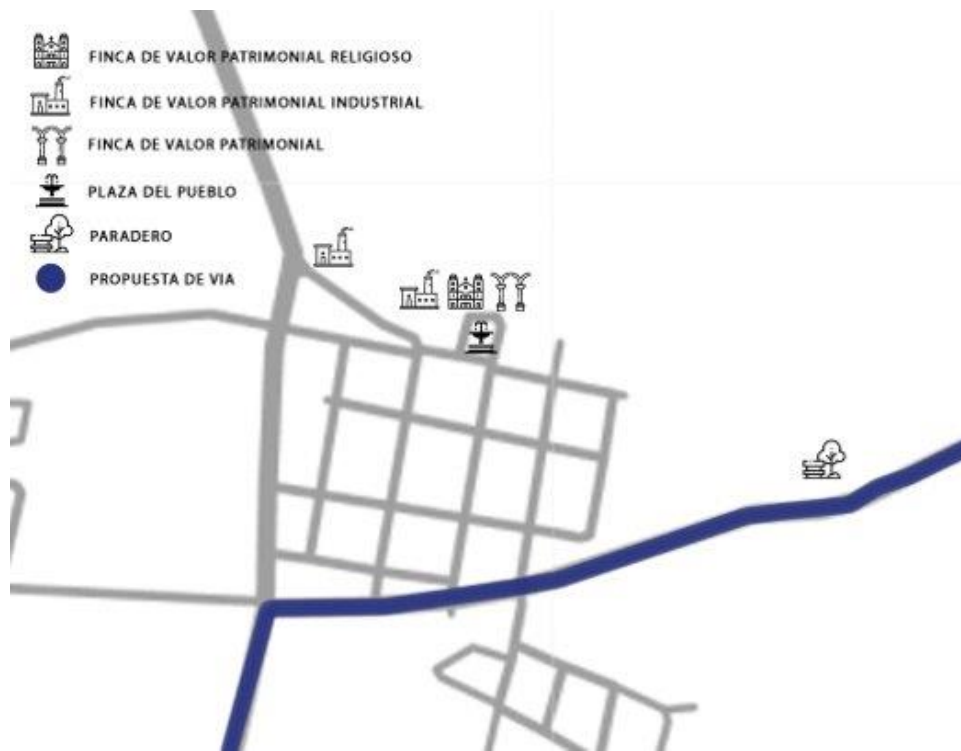 FINCA DE VALOR PATRIMONIAL RELIGIOSO
FINCA DE VALOR PATRIMONIAL INDUSTRIAL
FINCA DE VALOR PATRIMONIAL
PLAZA DEL PUEBLO
PARADERO
PROPUESTA DE VIA